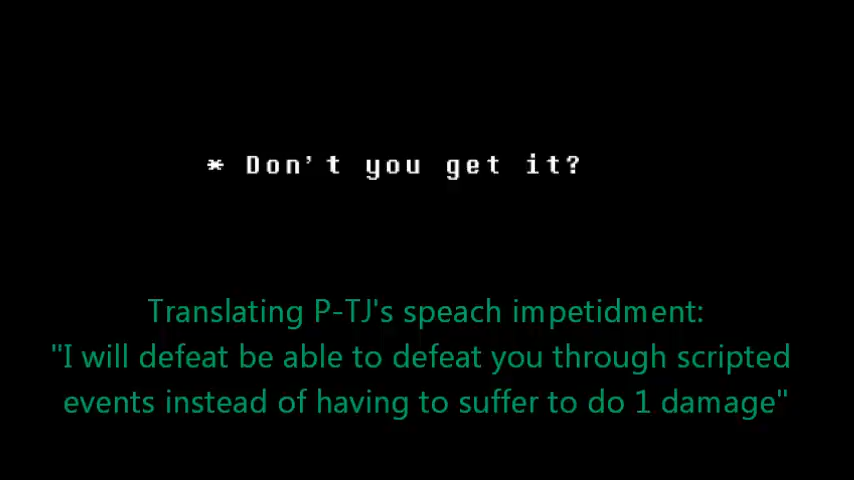 * Don't you get it?
Translating P-TJ's speach impetidment:
"I will defeat be able to defeat you through scripted
events instead of having to suffer to do 1 damage"